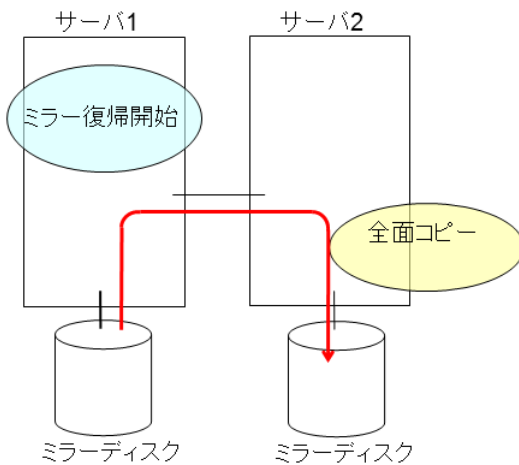 サーバ1
サーバ2
ミラー復帰開始
全面コピー
ミラーディスク
ミラーディスク